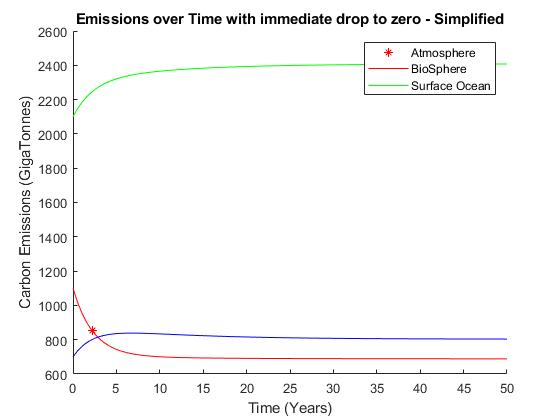 Emissions over Time with immediate drop to zero - Simplified
2600
2400
2200
2000
1800
1600
1400
1200
1000
800
600
Carbon Emissions (GigaTonnes)
Atmosphere
BioSphere
Surface Ocean
0 5 10 15 20 25 30 35 40 45 50
Time (Years)